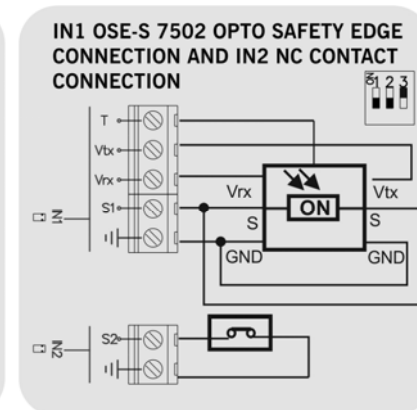 IN1 OSE-S 7502 OPTO SAFETY EDGE
CONNECTION AND IN2 NC CONTACT
CONNECTION
ON
1 2 3
T
Vtx
Vrx
S1
IN1
Vrx
ON
Vtx
S
S
GND
GND
S2
IN2